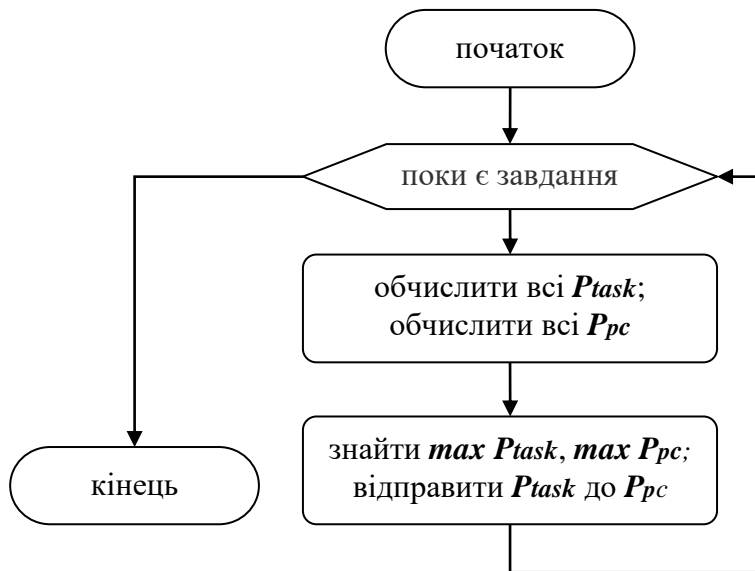 початок
поки є завдання
обчислити всі Ptask;
обчислити всі Ppc
знайти max Ptask, max Ppc;
відправити Ptask до Ppc
кінець